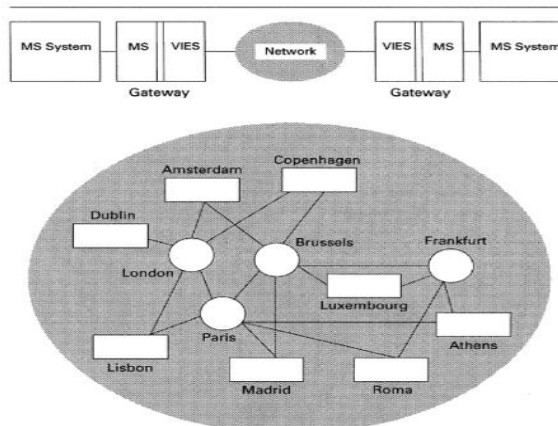 MS System MS VIES Network VIES MS MS System
Gateway Gateway
Copenhagen
Amsterdam
Dublin
Brussels Frankfurt
London
Luxembourg
Paris
Athens
Lisbon
Madrid Roma